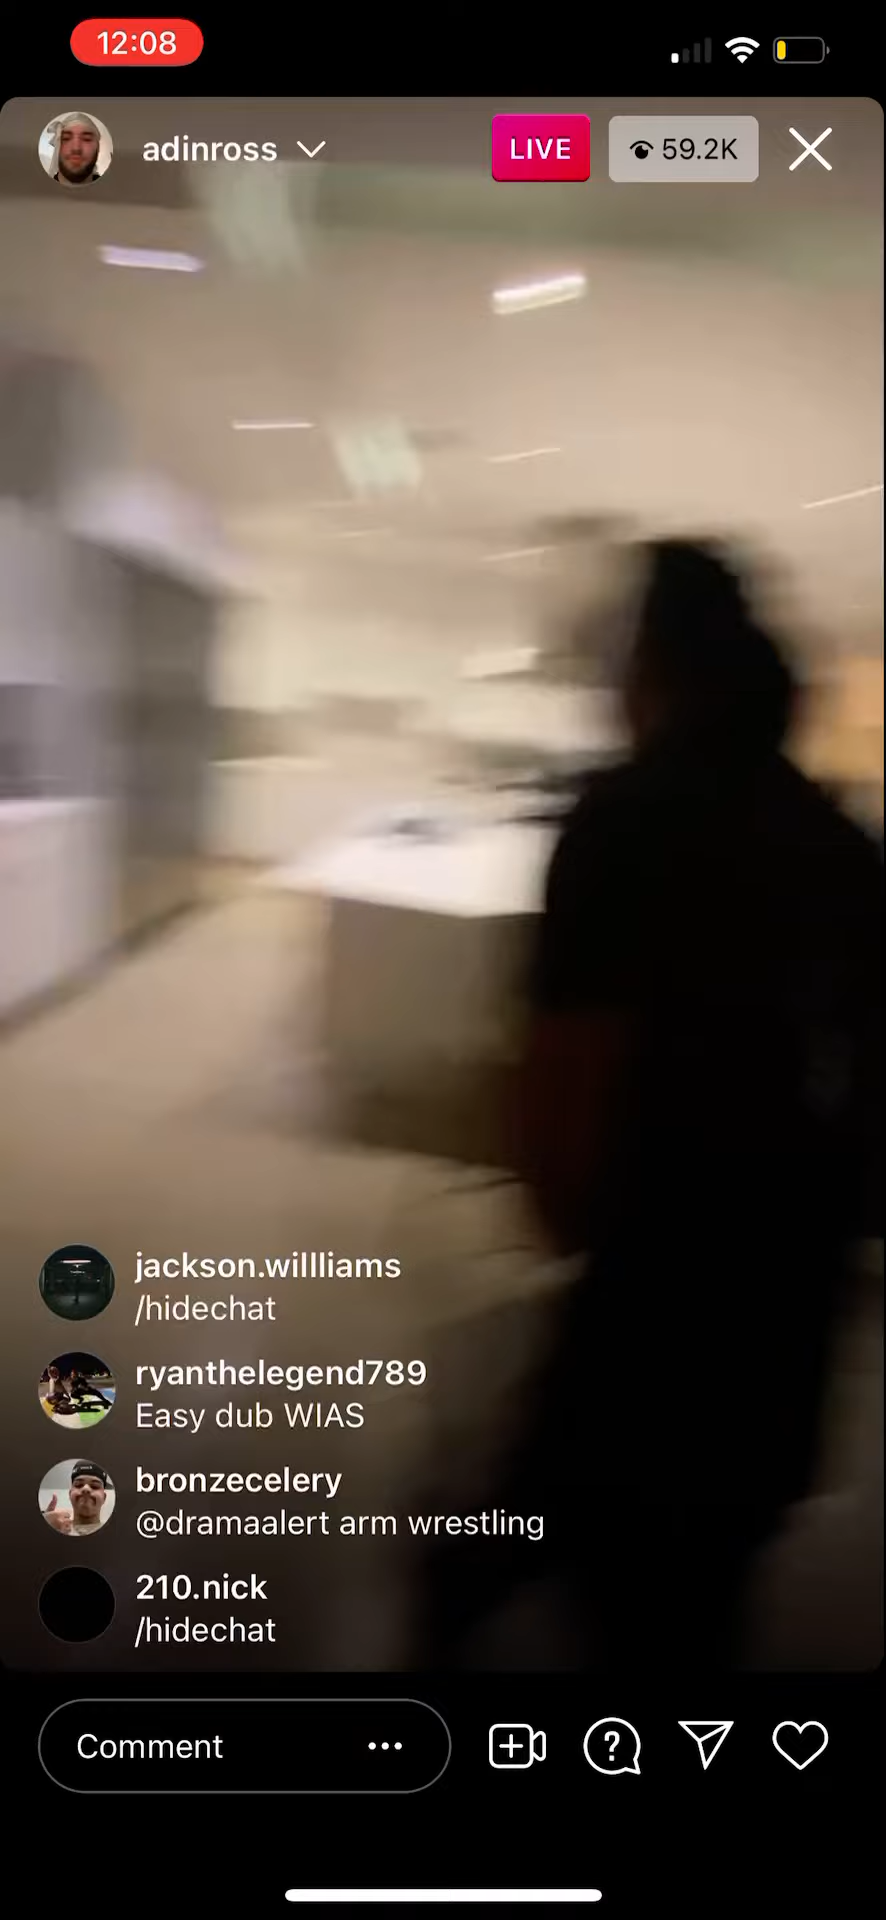 12:08
adinross
LIVE
59.2K
jackson.willliams
/hidechat
ryanthelegend789
Easy dub WIAS
bronzecelery
@dramaalert arm wrestling
210.nick
/hidechat
Comment